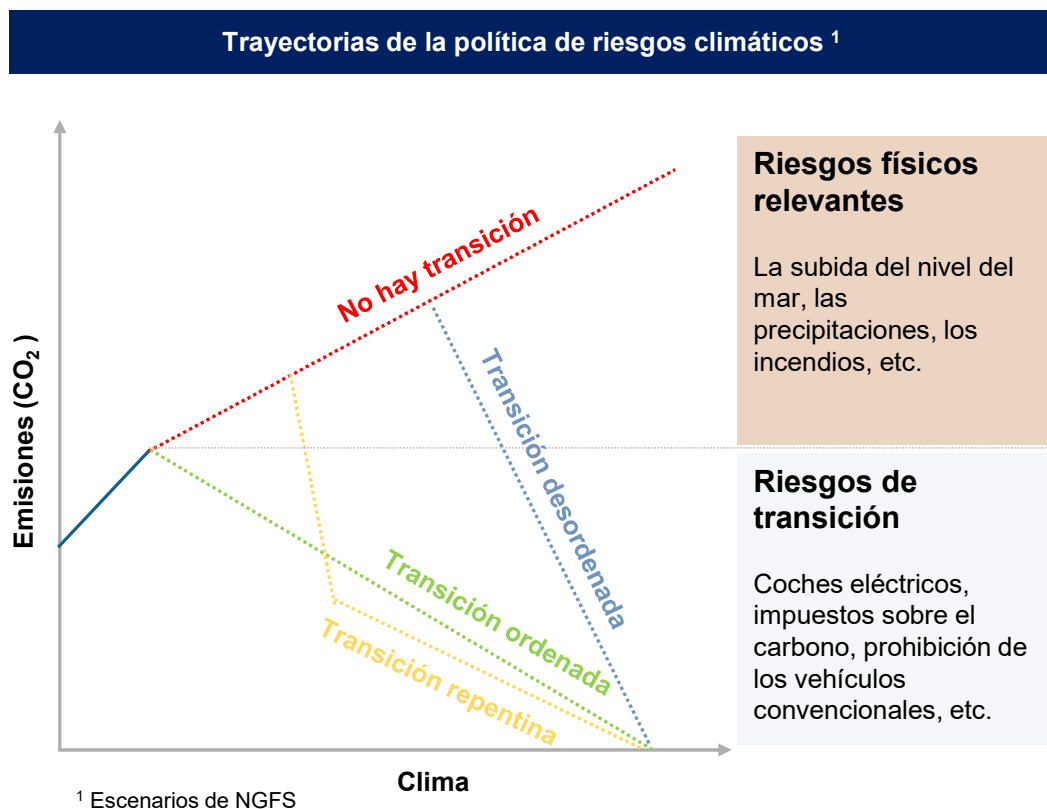 Trayectorias de la política de riesgos climáticos ¹
Emisiones (CO₂ )
No hay transición
Transición desordenada
Transición ordenada
Transición repentina
Clima
¹ Escenarios de NGFS
Riesgos físicos
relevantes
La subida del nivel del
mar, las
precipitaciones, los
incendios, etc.
Riesgos de
transición
Coches eléctricos,
impuestos sobre el
carbono, prohibición de
los vehículos
convencionales, etc.